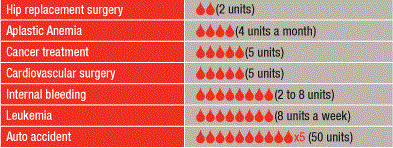 Hip replacement surgery (2 units)
Aplastic Anemia (4 units a month)
Cancer treatment (5 units)
Cardiovascular surgery (5 units)
Internal bleeding (2 to 8 units)
Leukemia (8 units a week)
Auto accident x5 (50 units)